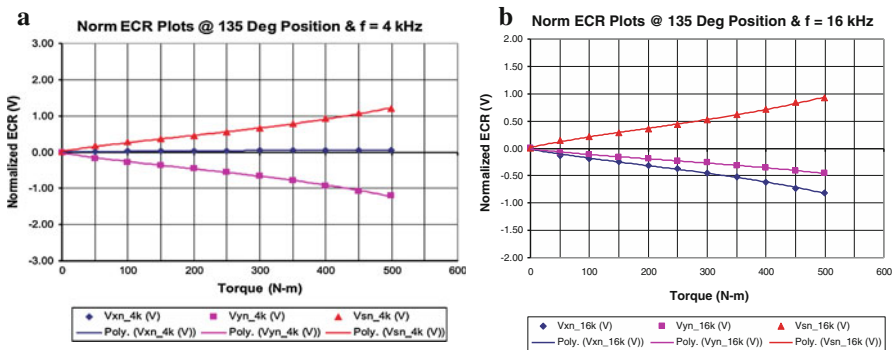 a
Norm ECR Plots @ 135 Deg Position & f = 4 kHz
Normalized ECR (V)
3.00
2.00
1.00
0.00
-1.00
-2.00
-3.00
0 100 200 300 400 500 600
Torque (N-m)
Vxn_4k (V) Vyn_4k (V) Vsn_4k (V)
Poly. (Vxn_4k (V)) Poly. (Vyn_4k (V)) Poly. (Vsn_4k (V))
b
Norm ECR Plots @ 135 Deg Position & f = 16 kHz
Normalized ECR (V)
2.00
1.50
1.00
0.50
0.00
-0.50
-1.00
-1.50
-2.00
0 100 200 300 400 500 600
Torque (N-m)
Vxn_16k (V) Vyn_16k (V) Vsn_16k (V)
Poly. (Vxn_16k (V)) Poly. (Vyn_16k (V)) Poly. (Vsn_16k (V))